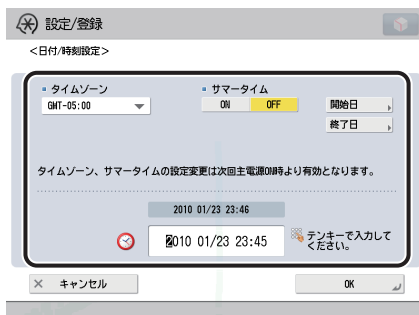 設定/登録
<日付/時刻設定>
タイムゾーン
サマータイム
GMT-05:00
ON OFF
開始日
終了日
タイムゾーン、サマータイムの設定変更は次回主電源ON時より有効となります。
2010 01/23 23:46
2010 01/23 23:45
テンキーで入力して
ください。
キャンセル
OK